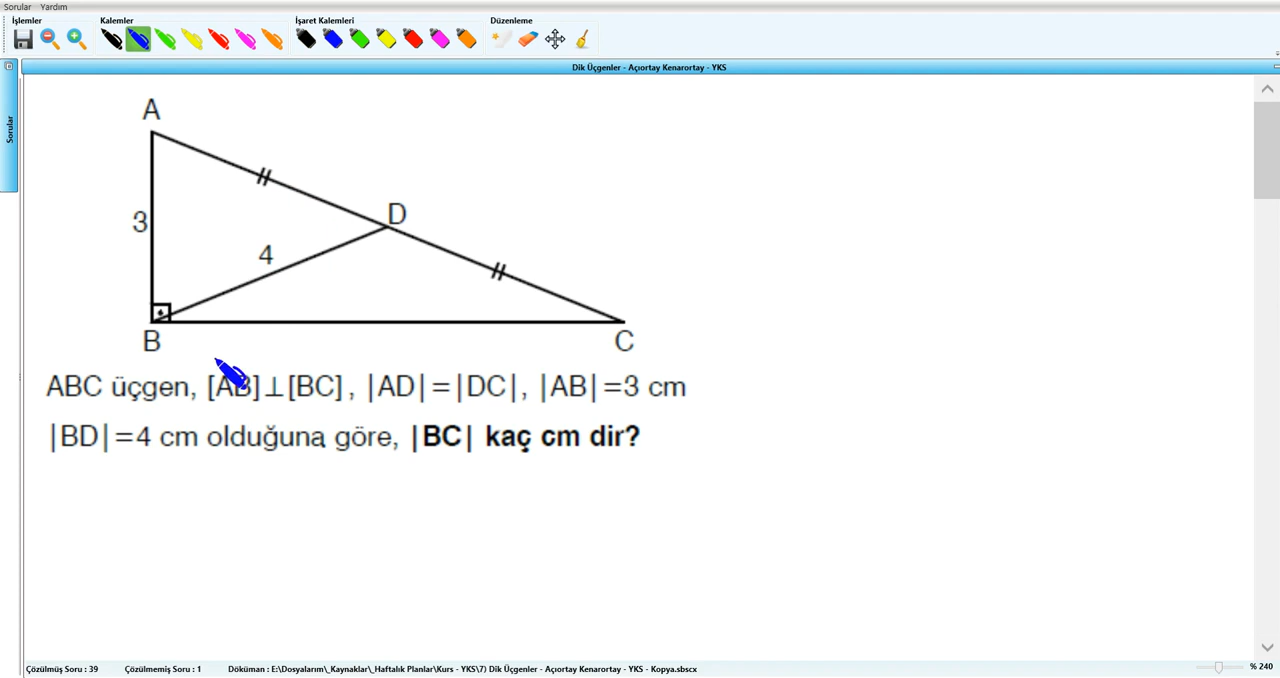 Sorular Yardım
İşlemler Kalemler İşaret Kalemleri Düzenleme
Dik Üçgenler - Açıortay Kenarortay - YKS
Sorular
A
3
D
4
B
C
ABC üçgen, [AB]⊥[BC], |AD|=|DC|, |AB|=3 cm
|BD|=4 cm olduğuna göre, |BC| kaç cm dir?
Çözülmüş Soru : 39 Çözülmemiş Soru : 1 Döküman : E:\Dosyalarım\_Kaynaklar\_Haftalık Planlar\Kurs - YKS\7) Dik Üçgenler - Açıortay Kenarortay - YKS - Kopya.sbscx % 240